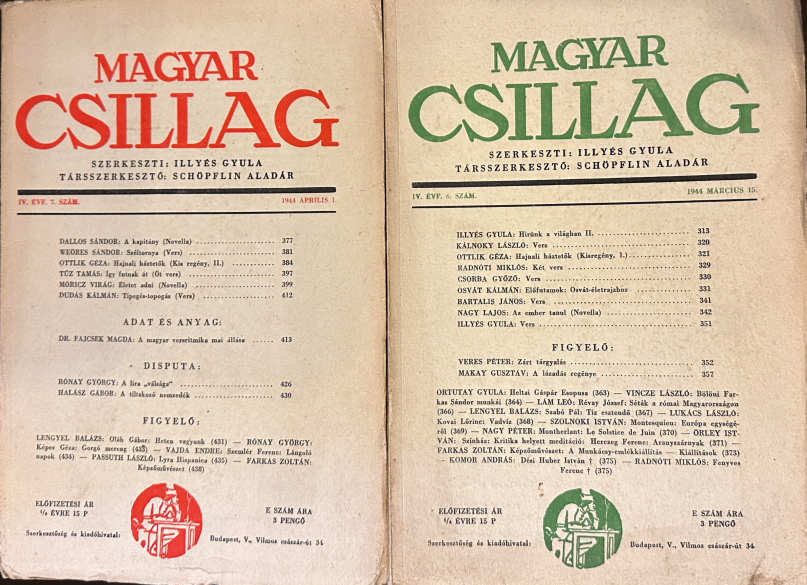 MAGYAR
CSILLAG
SZERKESZTI: ILLYÉS GYULA
TÁRSSZERKESZTŐ: SCHÖPFLIN ALADÁR
IV. ÉVF. 7. SZÁM. 1944 ÁPRILIS 1.
DALLOS SÁNDOR: A kapitány (Novella) 377
WEÖRES SÁNDOR: Széltornya (Vers) 381
OTTLIK GÉZA: Hajnali háztetők (Kis regény, II.) 384
TŰZ TAMÁS: Így futnak át (Öt vers) 397
MÓRICZ VIRÁG: Életet adni (Novella) 399
DUDÁS KÁLMÁN: Tipegős-topogás (Vers) 412
ADAT ÉS ANYAG:
DR. FAJCSEK MAGDA: A magyar versritmika mai állása 413
DISPUTA:
RÓNAY GYÖRGY: A líra „válsága" 426
HALÁSZ GÁBOR: A tiltakozó nemzedék 430
FIGYELŐ:
LENGYEL BALÁZS: Oláh Gábor: Heten vagyunk (431) — RÓNAY GYÖRGY:
Képes Géza: Gorgó mereng (433) — VAJDA ENDRE: Szemlér Ferenc: Lángoló
napok (434) — PASSUTH LÁSZLÓ: Lyra Hispanica (435) — FARKAS ZOLTÁN:
Képzőművészet (438)
ELŐFIZETÉSI ÁR
¼ ÉVRE 15 P
E SZÁM ÁRA
3 PENGŐ
Szerkesztőség és kiadóhivatal: Budapest, V., Vilmos császár-út 34
MAGYAR
CSILLAG
SZERKESZTI: ILLYÉS GYULA
TÁRSSZERKESZTŐ: SCHÖPFLIN ALADÁR
IV. ÉVF. 6. SZÁM. 1944 MÁRCIUS 15.
ILLYÉS GYULA: Hírünk a világban II. 313
KÁLNOKY LÁSZLÓ: Vers 320
OTTLIK GÉZA: Hajnali háztetők (Kisregény, I.) 321
RADNÓTI MIKLÓS: Két vers 329
CSORBA GYŐZŐ: Vers 330
OSVÁT KÁLMÁN: Előfutamok: Osvát-életrajzhoz 331
BARTALIS JÁNOS: Vers 341
NAGY LAJOS: Az ember tanul (Novella) 342
ILLYÉS GYULA: Vers 351
FIGYELŐ:
VERES PÉTER: Zárt tárgyalás 352
MAKAY GUSZTÁV: A lázadás regénye 357
ORTUTAY GYULA: Heltai Gáspár Esopusa (363) — VINCZE LÁSZLÓ: Bölöni Far-
kas Sándor munkái (364) — LÁM LEÓ: Révay József: Séták a római Magyarországon
(366) — LENGYEL BALÁZS: Szabó Pál: Tíz esztendő (367) — LUKÁCS LÁSZLÓ:
Kovai Lőrinc: Vadvíz (368) — SZOLNOKI ISTVÁN: Montesquieu: Európa egységé-
ről (369) — NAGY PÉTER: Montherlant: Le Solstice de Juin (370) — ÖRLEY IST-
VÁN: Színház: Kritika helyett meditáció: Herczeg Ferenc: Aranyszárnyak (371) —
FARKAS ZOLTÁN: Képzőművészet: A Munkácsy-emlékkiállítás — Kiállítások (373)
— KOMOR ANDRÁS: Dési Huber István † (375) — RADNÓTI MIKLÓS: Fenyves
Ferenc † (375)
ELŐFIZETÉSI ÁR
¼ ÉVRE 15 P
E SZÁM ÁRA
3 PENGŐ
Szerkesztőség és kiadóhivatal: Budapest, V., Vilmos császár-út 34